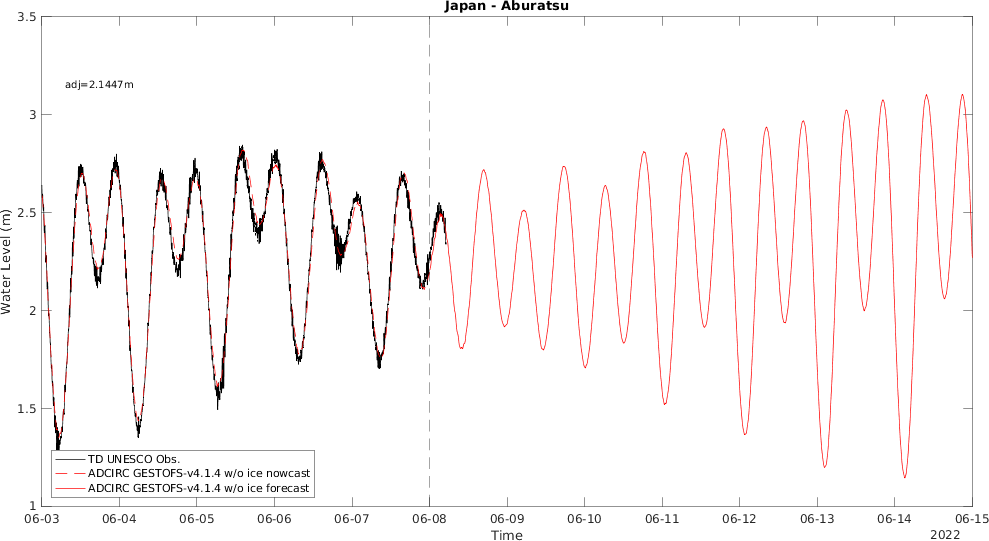 Japan - Aburatsu
3.5
adj=2.1447m
3
2.5
Water Level (m)
2
1.5
TD UNESCO Obs.
ADCIRC GESTOFS-v4.1.4 w/o ice nowcast
ADCIRC GESTOFS-v4.1.4 w/o ice forecast
1
06-03 06-04 06-05 06-06 06-07 06-08 06-09 06-10 06-11 06-12 06-13 06-14 06-15
Time
2022